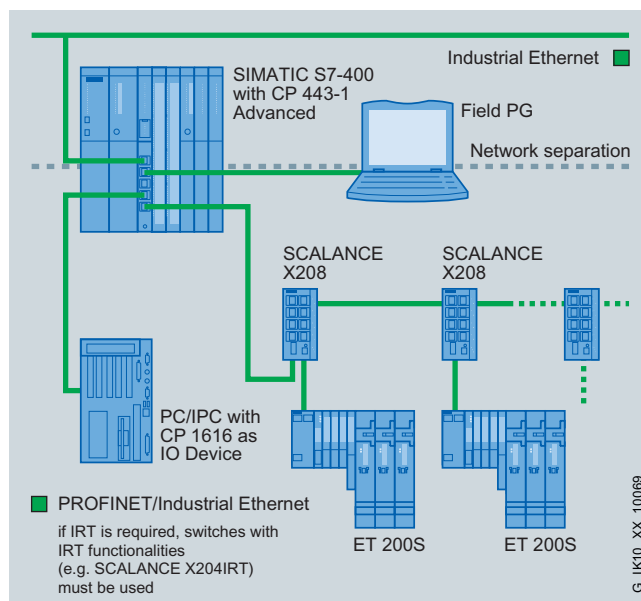 Industrial Ethernet
SIMATIC S7-400
with CP 443-1
Advanced
Field PG
Network separation
SCALANCE
X208
SCALANCE
X208
PC/IPC with
CP 1616 as
IO Device
PROFINET/Industrial Ethernet
if IRT is required, switches with
IRT functionalities
(e.g. SCALANCE X204IRT)
must be used
ET 200S
ET 200S
G_IK10_XX_10069